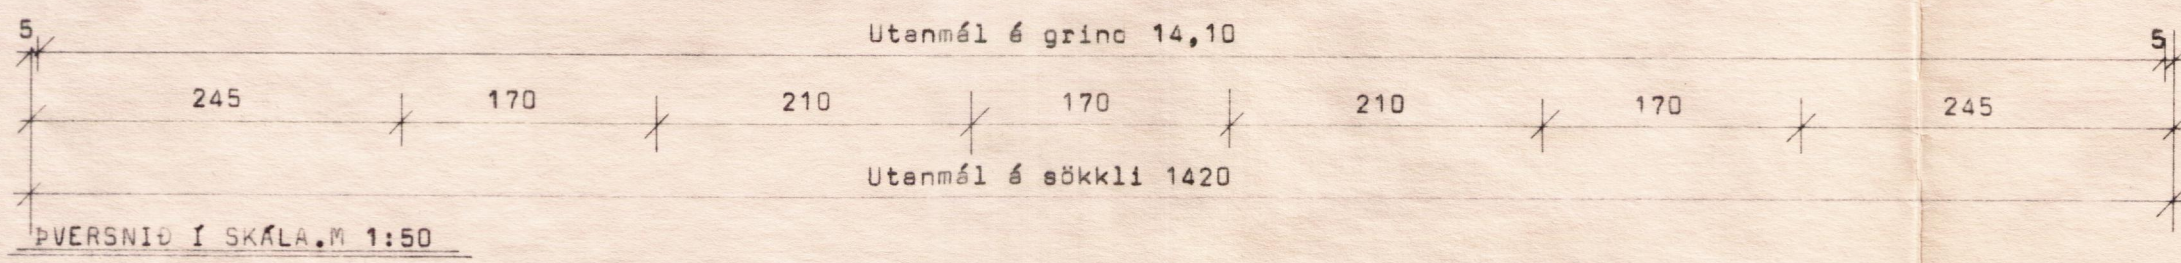 5 Utanmál á grind 14,10 5
245 170 210 170 210 170 245
Utanmál á sökkli 1420
ÞVERSNIÐ Í SKÁLA.M 1:50